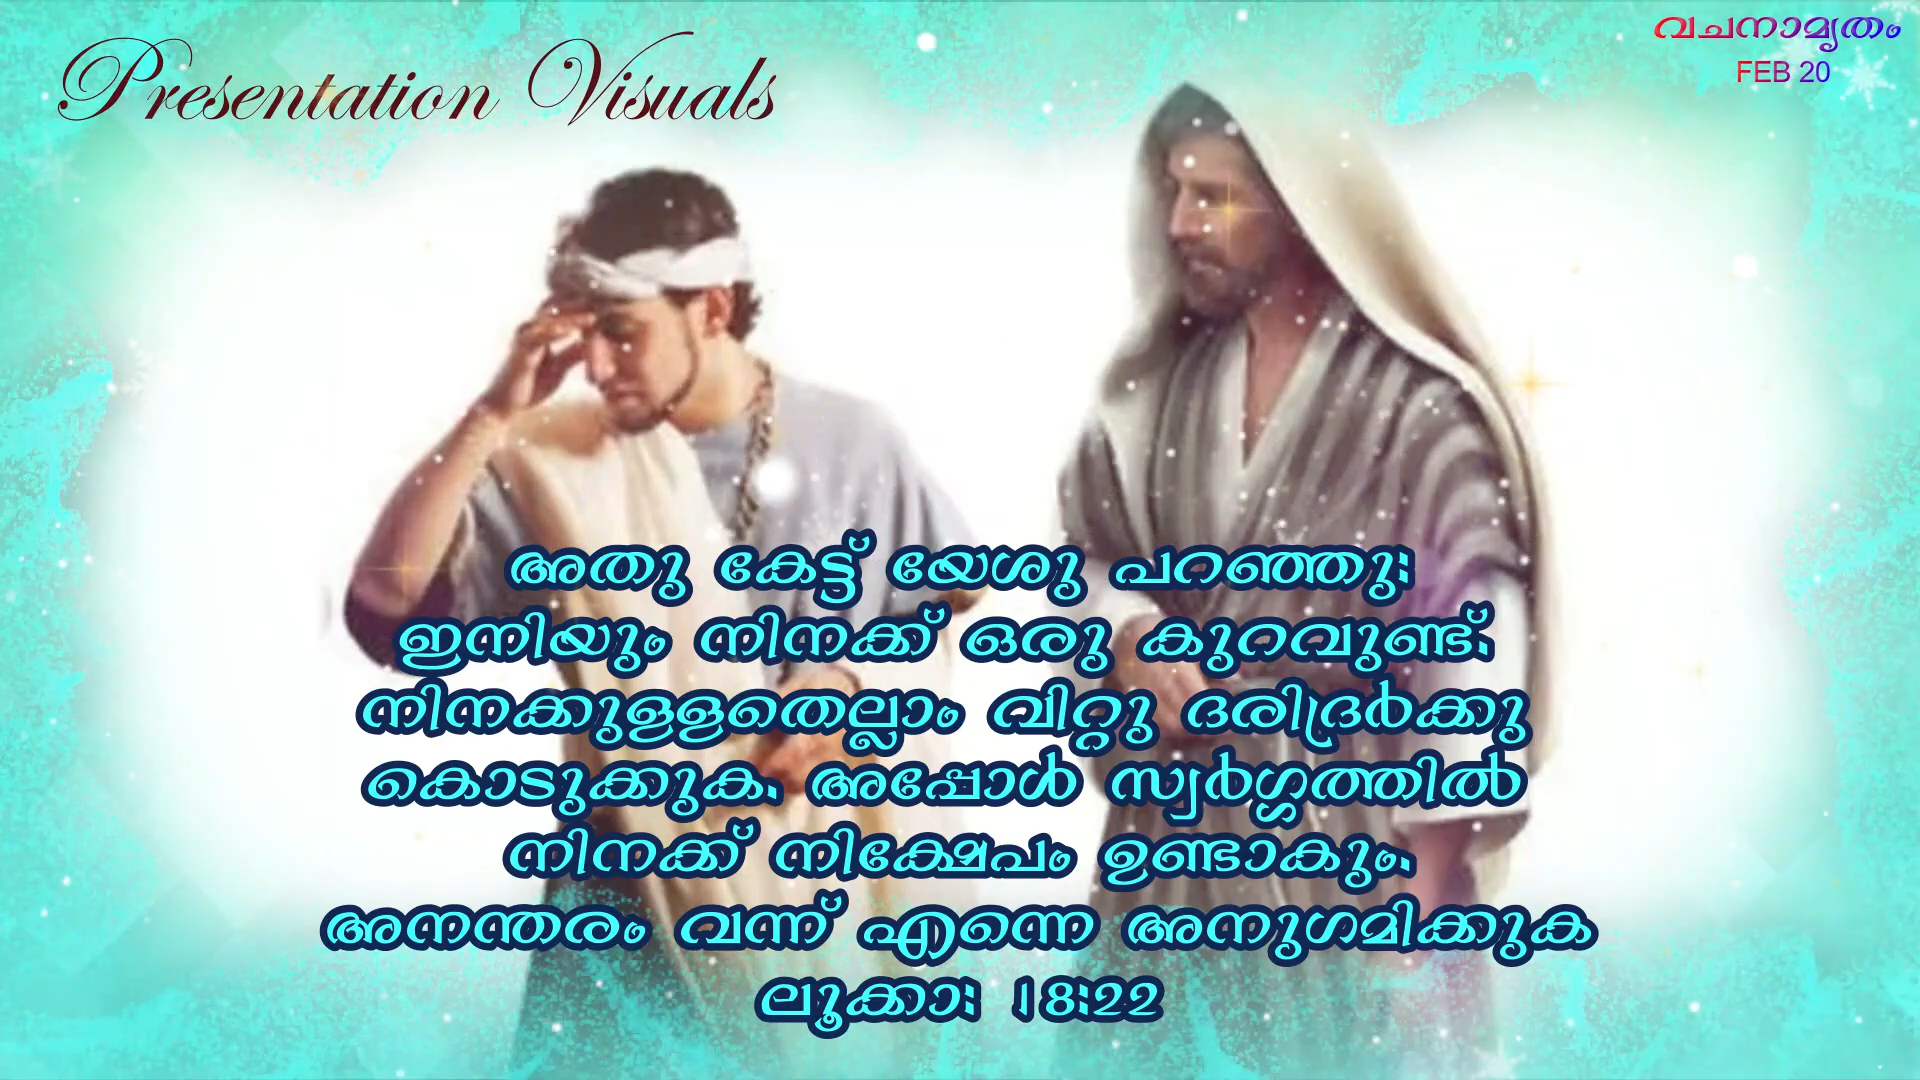 Presentation Visuals
വചനാമൃതം
FEB 20
അതു കേട്ട് യേശു പറഞ്ഞു:
ഇനിയും നിനക്ക് ഒരു കുറവുണ്ട്.
നിനക്കുള്ളതെല്ലാം വിറ്റു ദരിദ്രർക്കു
കൊടുക്കുക. അപ്പോൾ സ്വർഗ്ഗത്തിൽ
നിനക്ക് നിക്ഷേപം ഉണ്ടാകും.
അനന്തരം വന്ന് എന്നെ അനുഗമിക്കുക
ലൂക്കാ: 18:22